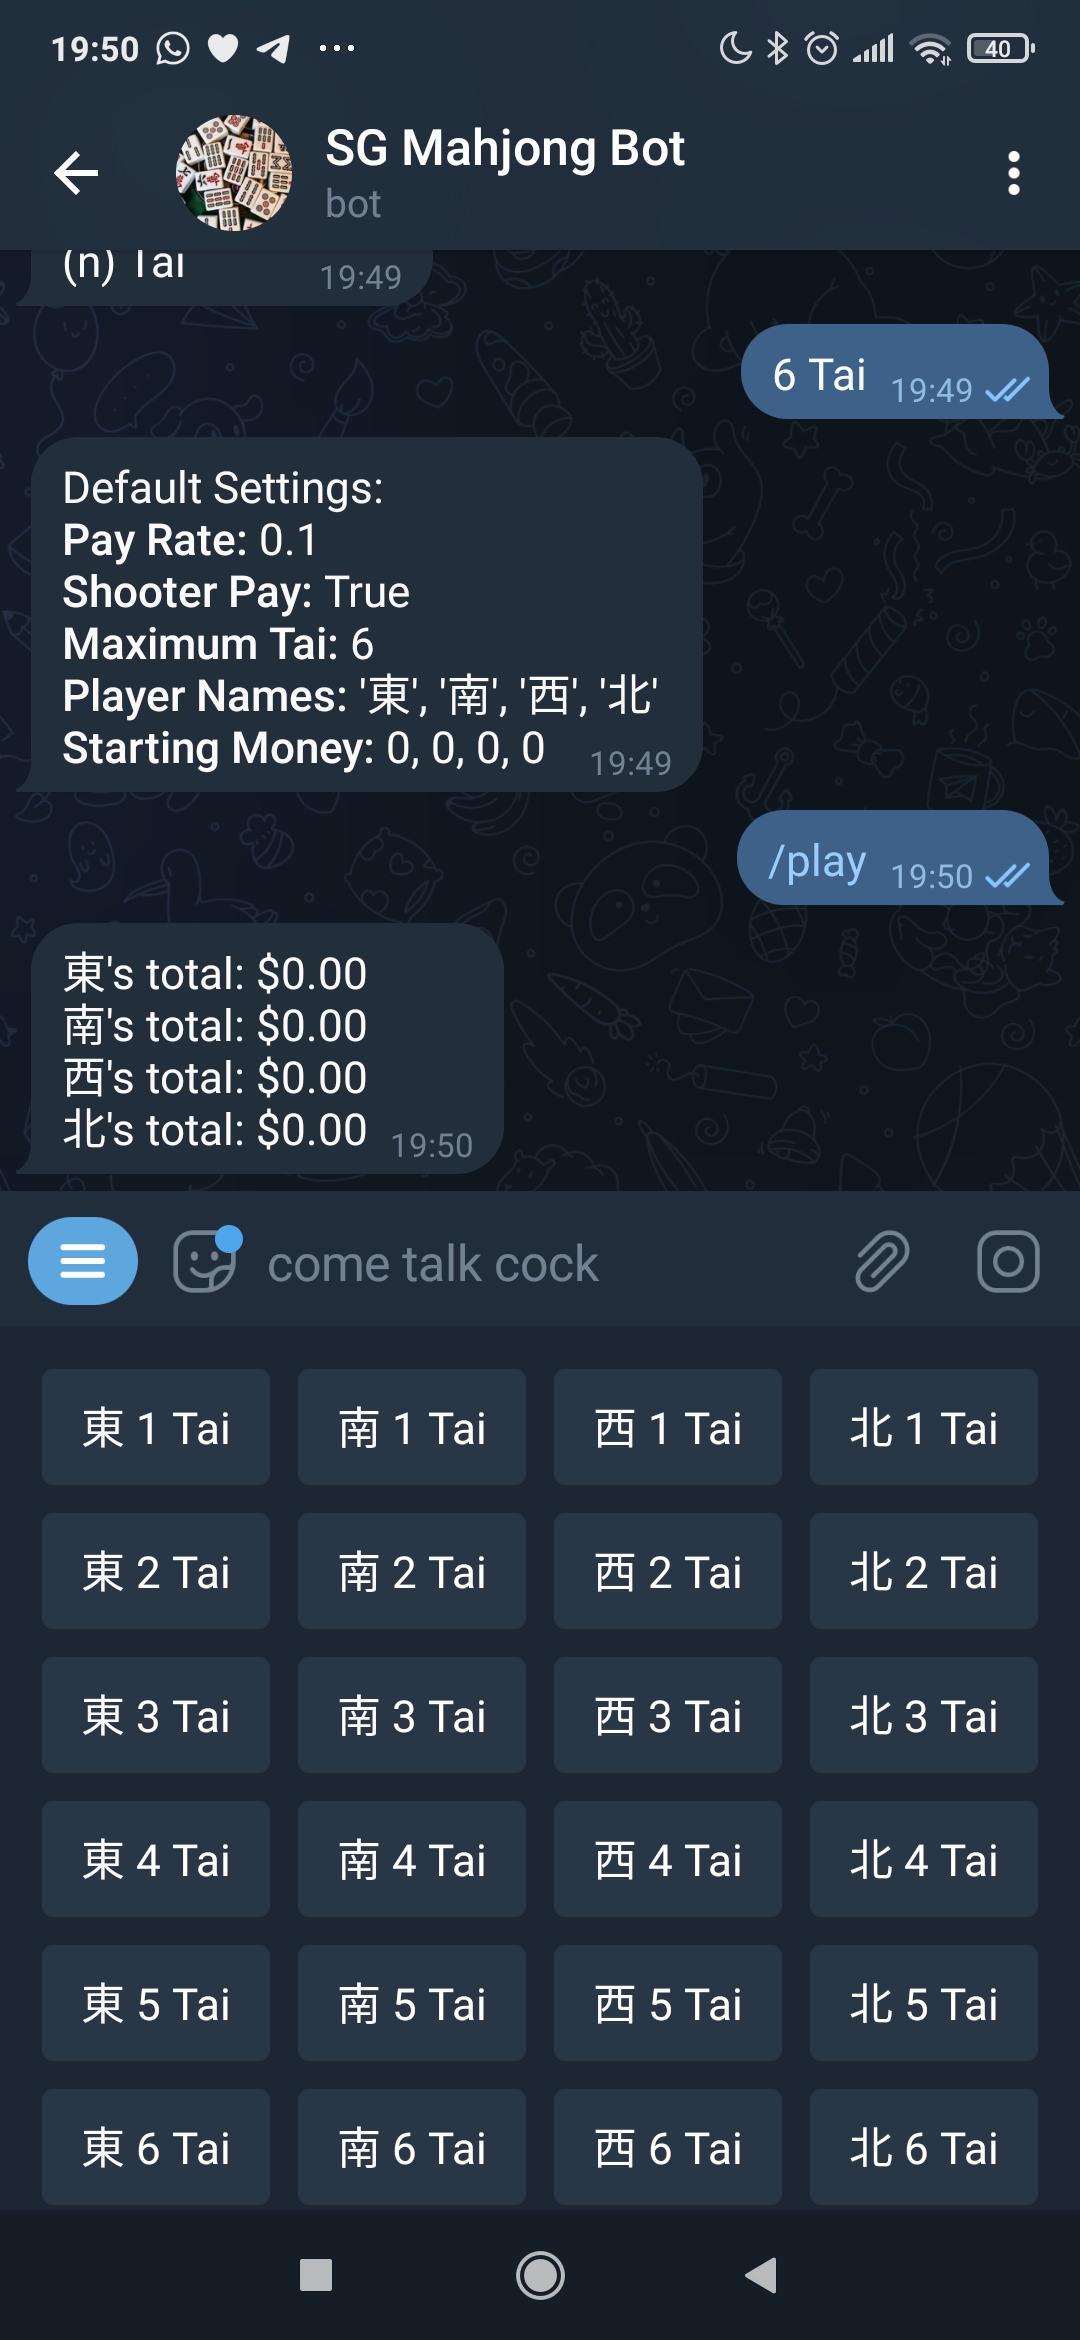 19:50
40
SG Mahjong Bot
bot
(n) Tai 19:49
6 Tai 19:49
Default Settings:
Pay Rate: 0.1
Shooter Pay: True
Maximum Tai: 6
Player Names: '東', '南', '西', '北'
Starting Money: 0, 0, 0, 0 19:49
/play 19:50
東's total: $0.00
南's total: $0.00
西's total: $0.00
北's total: $0.00 19:50
come talk cock
東 1 Tai 南 1 Tai 西 1 Tai 北 1 Tai
東 2 Tai 南 2 Tai 西 2 Tai 北 2 Tai
東 3 Tai 南 3 Tai 西 3 Tai 北 3 Tai
東 4 Tai 南 4 Tai 西 4 Tai 北 4 Tai
東 5 Tai 南 5 Tai 西 5 Tai 北 5 Tai
東 6 Tai 南 6 Tai 西 6 Tai 北 6 Tai